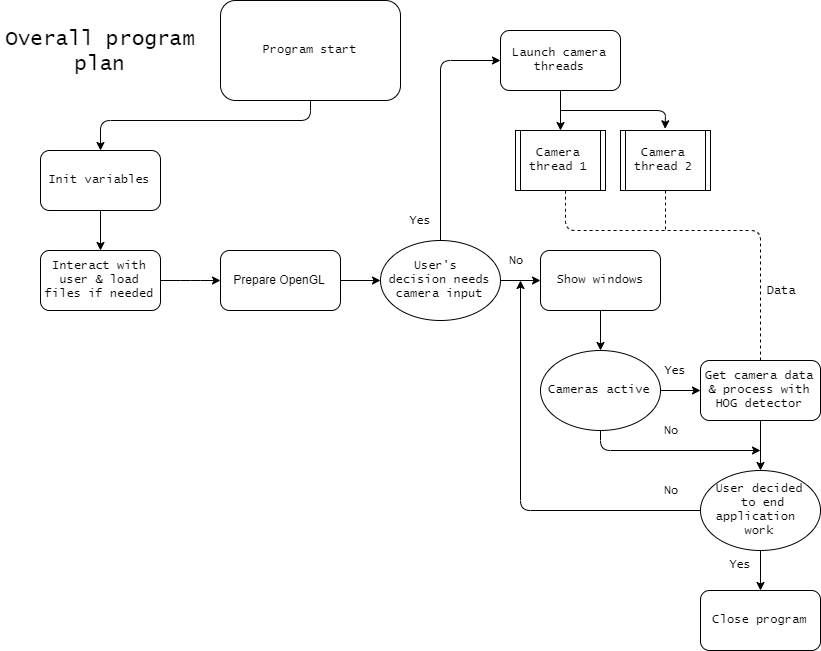 Overall program
plan
Program start
Launch camera
threads
Camera
thread 1
Camera
thread 2
Init variables
Yes
Interact with
user & load
files if needed
Prepare OpenGL
User's
decision needs
camera input
No
Show windows
Data
Cameras active
Yes
Get camera data
& process with
HOG detector
No
No
User decided
to end
application
work
Yes
Close program